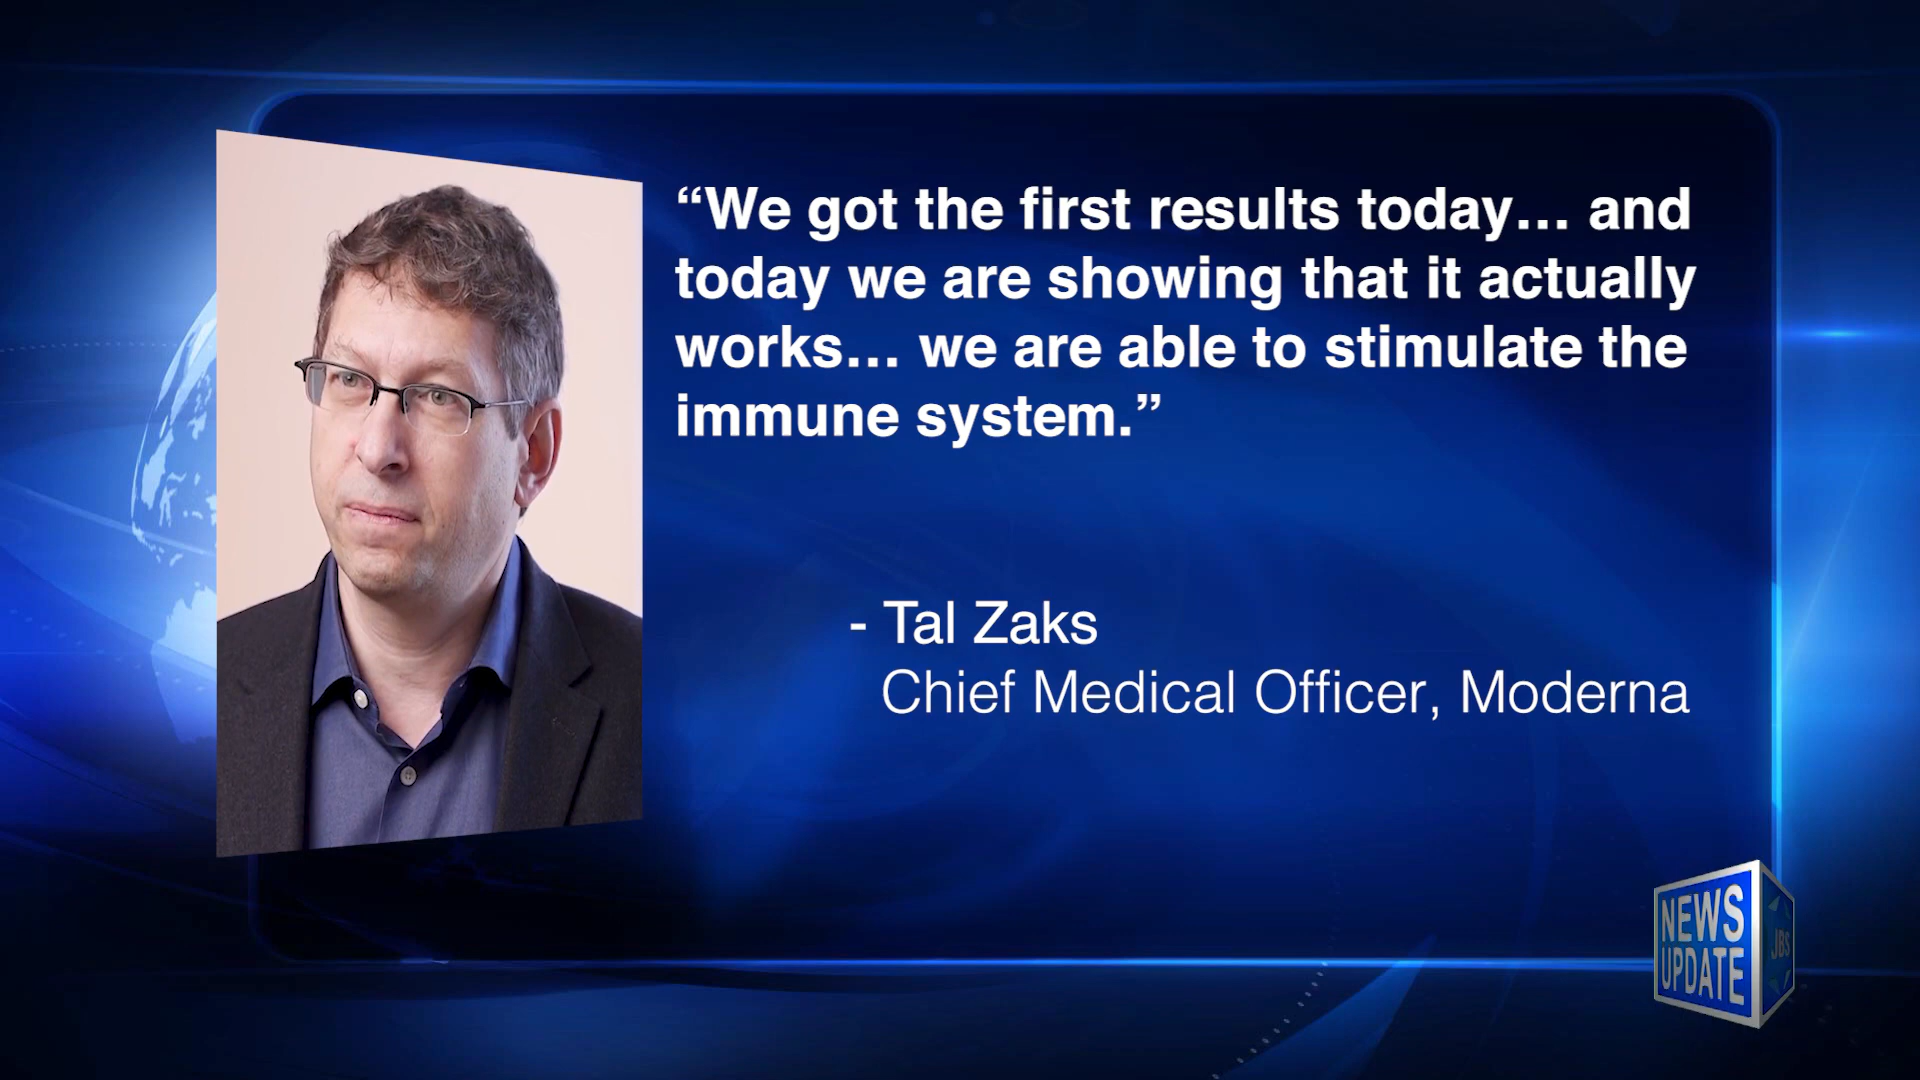 “We got the first results today… and
today we are showing that it actually
works… we are able to stimulate the
immune system.”
- Tal Zaks
Chief Medical Officer, Moderna
NEWS
UPDATE
JBS